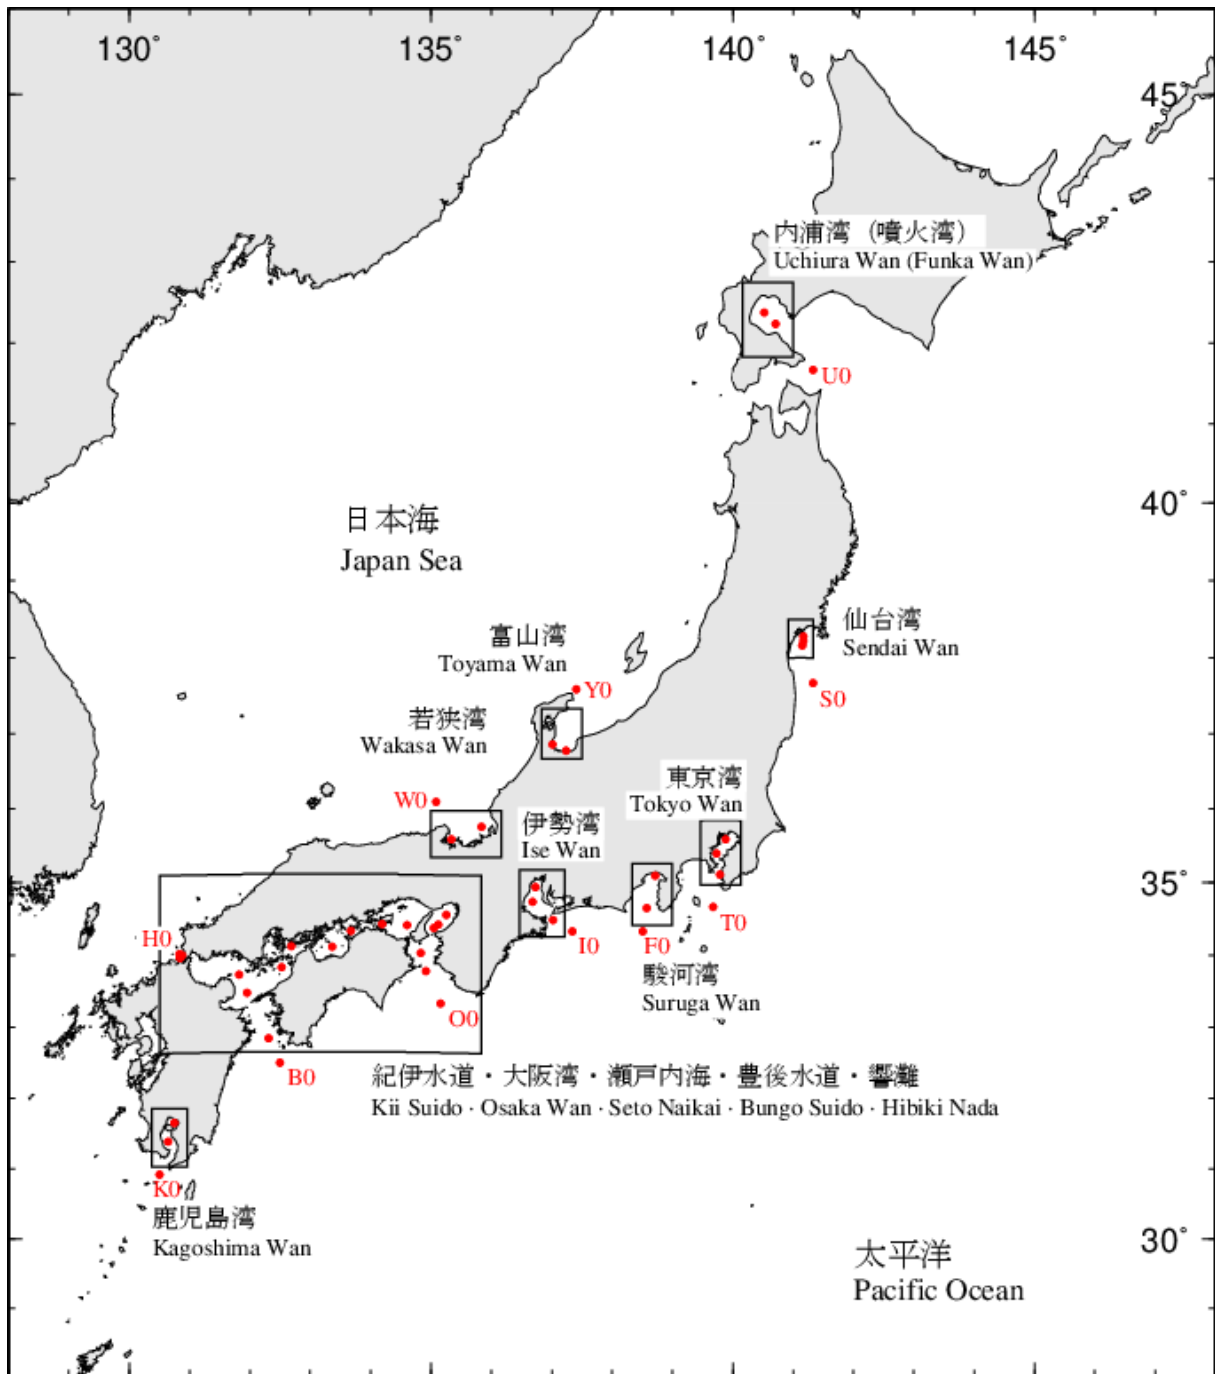 130°
135°
140°
145°
45°
内浦湾（噴火湾）
Uchiura Wan (Funka Wan)
U0
40°
日本海
Japan Sea
仙台湾
Sendai Wan
S0
富山湾
Toyama Wan
Y0
若狭湾
Wakasa Wan
W0
東京湾
Tokyo Wan
伊勢湾
Ise Wan
35°
T0
H0
I0
F0
駿河湾
Suruga Wan
O0
B0
紀伊水道・大阪湾・瀬戸内海・豊後水道・響灘
Kii Suido · Osaka Wan · Seto Naikai · Bungo Suido · Hibiki Nada
K0
鹿児島湾
Kagoshima Wan
30°
太平洋
Pacific Ocean